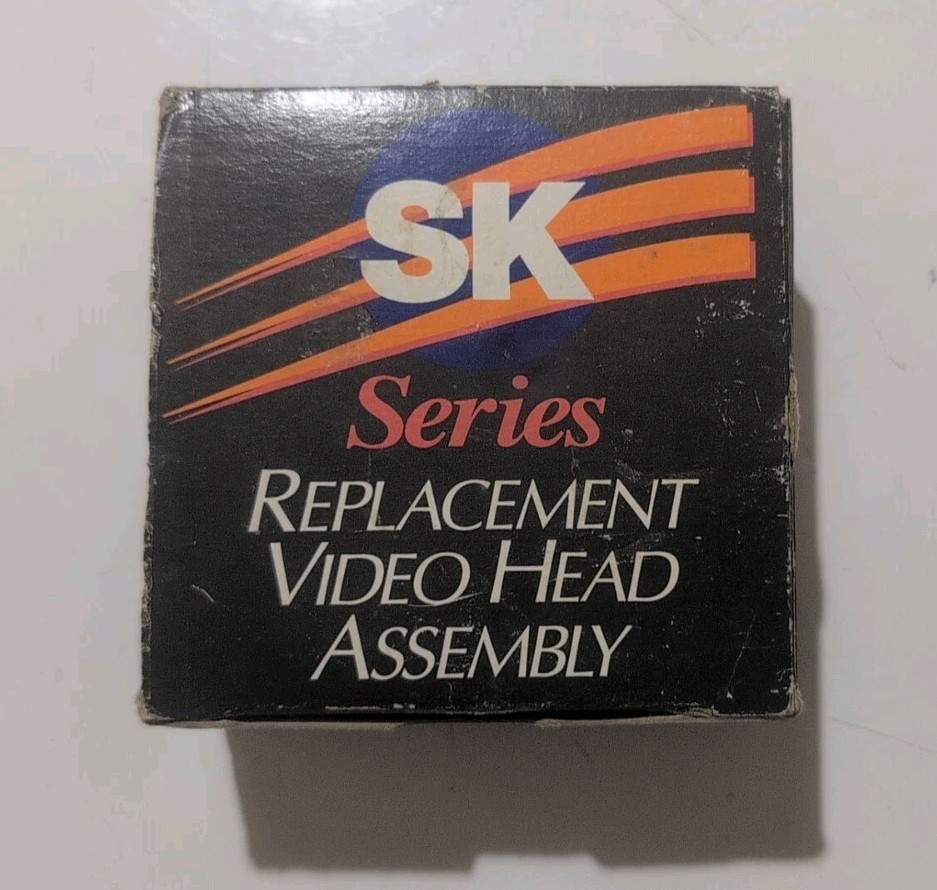 SK
Series
REPLACEMENT
VIDEO HEAD
ASSEMBLY